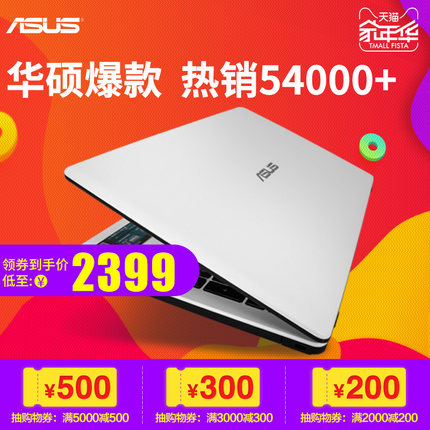 ASUS
天猫
家年华
TMALL FISTA
华硕爆款 热销54000+
ASUS
领券到手价
低至:¥
2399
¥500
¥300
¥200
抽购物券:满5000减500
抽购物券:满3000减300
抽购物券:满2000减200